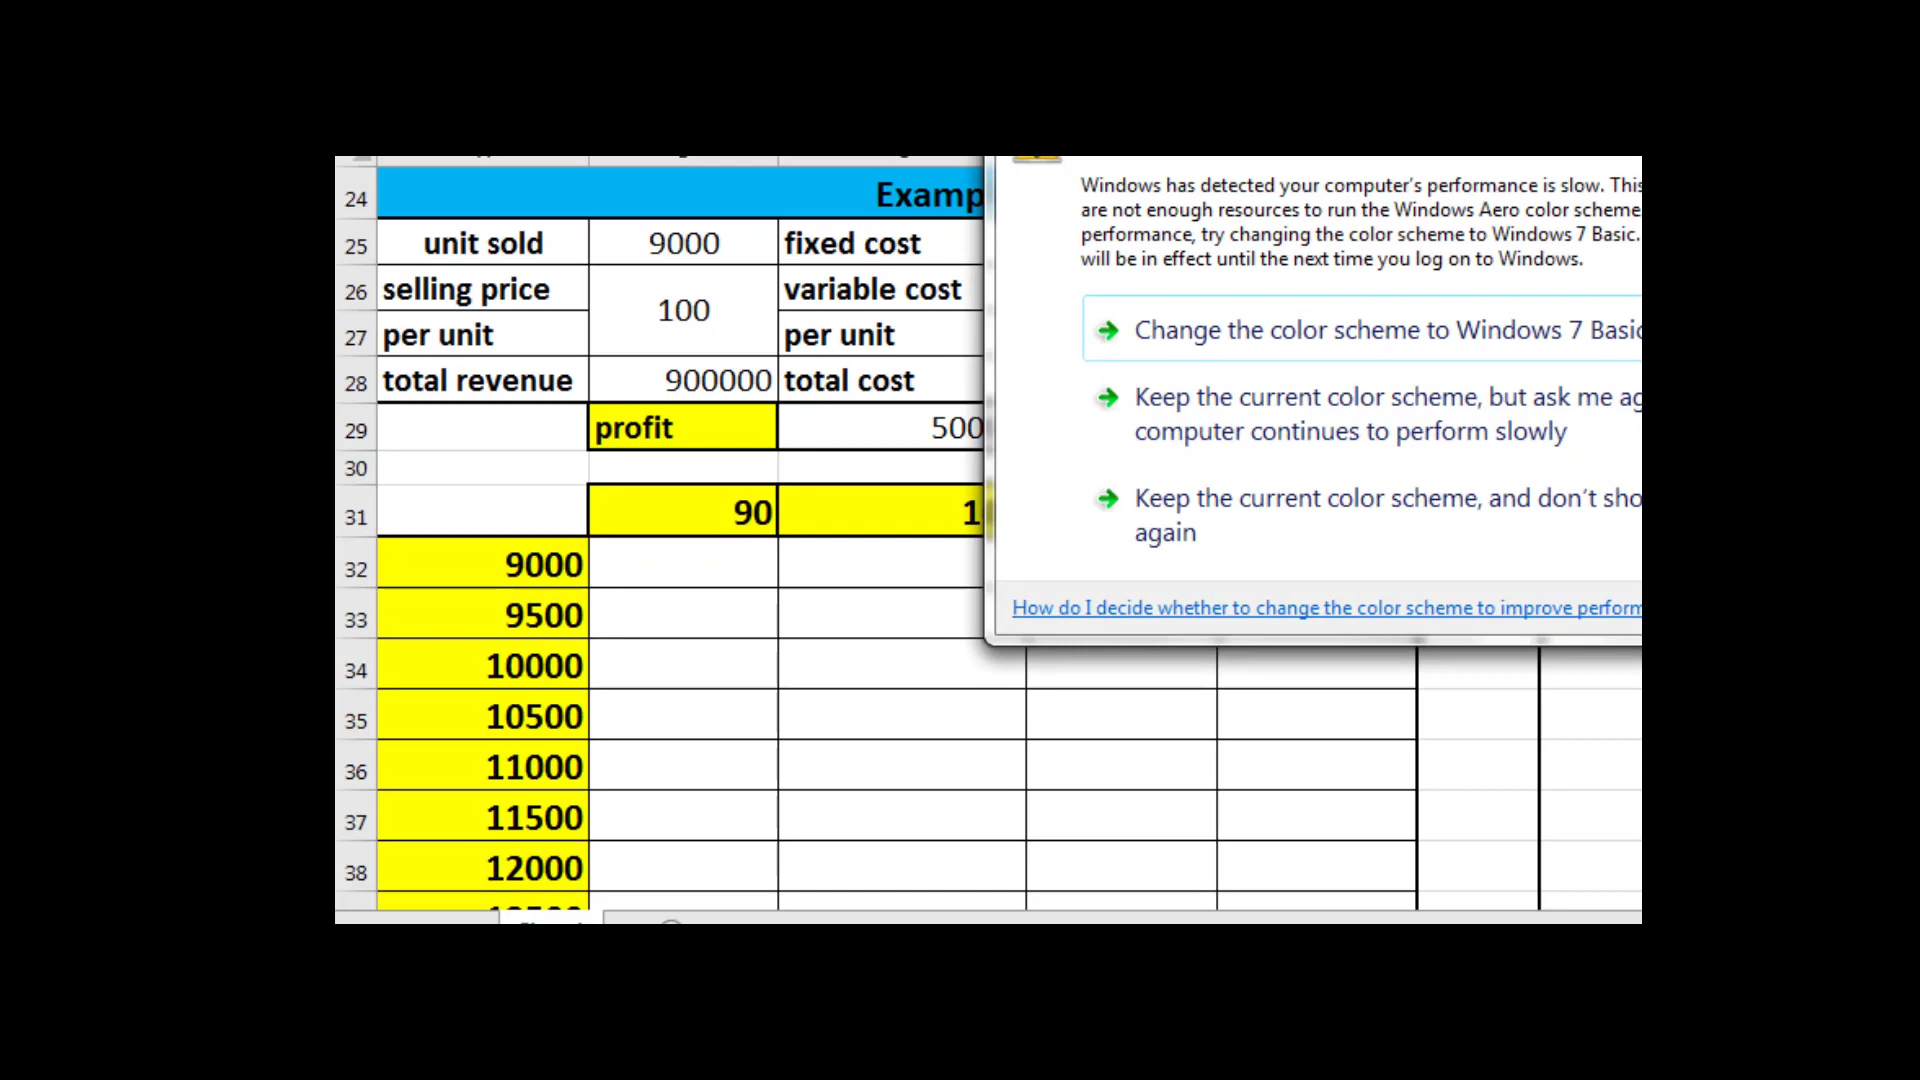 24 Examp
25 unit sold 9000 fixed cost
26 selling price variable cost
100
27 per unit per unit
28 total revenue 900000 total cost
29 profit 500
30
31 90 1
32 9000
33 9500
34 10000
35 10500
36 11000
37 11500
38 12000
Windows has detected your computer's performance is slow. This
are not enough resources to run the Windows Aero color scheme.
performance, try changing the color scheme to Windows 7 Basic.
will be in effect until the next time you log on to Windows.
Change the color scheme to Windows 7 Basic
Keep the current color scheme, but ask me ag
computer continues to perform slowly
Keep the current color scheme, and don't sho
again
How do I decide whether to change the color scheme to improve perform